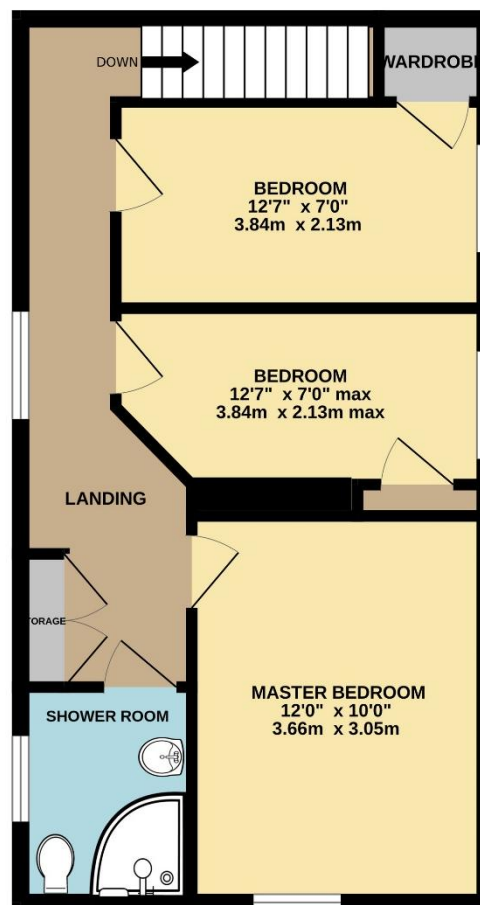 DOWN
WARDROBE
BEDROOM
12'7" x 7'0"
3.84m x 2.13m
BEDROOM
12'7" x 7'0" max
3.84m x 2.13m max
LANDING
TORAGE
MASTER BEDROOM
12'0" x 10'0"
3.66m x 3.05m
SHOWER ROOM